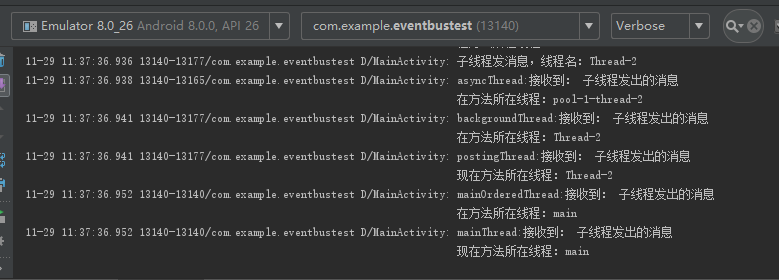 Emulator 8.0_26 Android 8.0.0, API 26 com.example.eventbustest (13140) Verbose
11-29 11:37:36.936 13140-13177/com.example.eventbustest D/MainActivity: 子线程发消息，线程名：Thread-2
11-29 11:37:36.938 13140-13165/com.example.eventbustest D/MainActivity: asyncThread:接收到： 子线程发出的消息
在方法所在线程：pool-1-thread-2
11-29 11:37:36.941 13140-13177/com.example.eventbustest D/MainActivity: backgroundThread:接收到： 子线程发出的消息
在方法所在线程：Thread-2
11-29 11:37:36.941 13140-13177/com.example.eventbustest D/MainActivity: postingThread:接收到： 子线程发出的消息
现在方法所在线程：Thread-2
11-29 11:37:36.952 13140-13140/com.example.eventbustest D/MainActivity: mainOrderedThread:接收到： 子线程发出的消息
在方法所在线程：main
11-29 11:37:36.952 13140-13140/com.example.eventbustest D/MainActivity: mainThread:接收到： 子线程发出的消息
现在方法所在线程：main